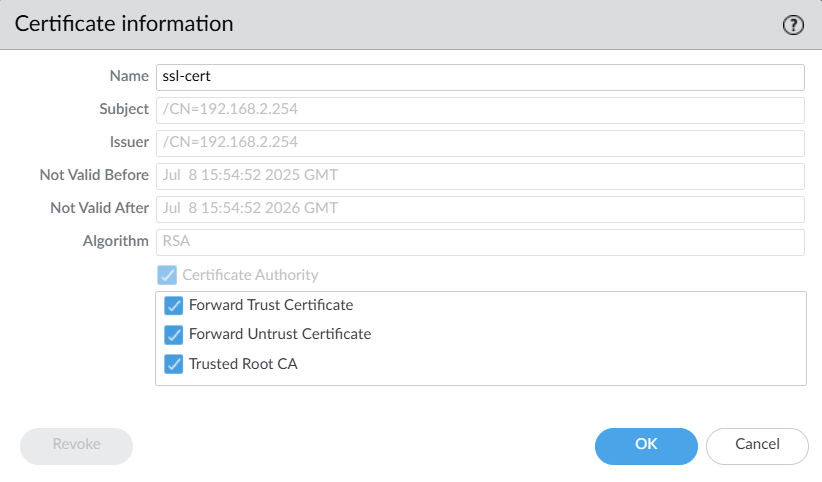 Certificate information
?
Name ssl-cert
Subject /CN=192.168.2.254
Issuer /CN=192.168.2.254
Not Valid Before Jul  8 15:54:52 2025 GMT
Not Valid After Jul  8 15:54:52 2026 GMT
Algorithm RSA
Certificate Authority
Forward Trust Certificate
Forward Untrust Certificate
Trusted Root CA
Revoke OK Cancel